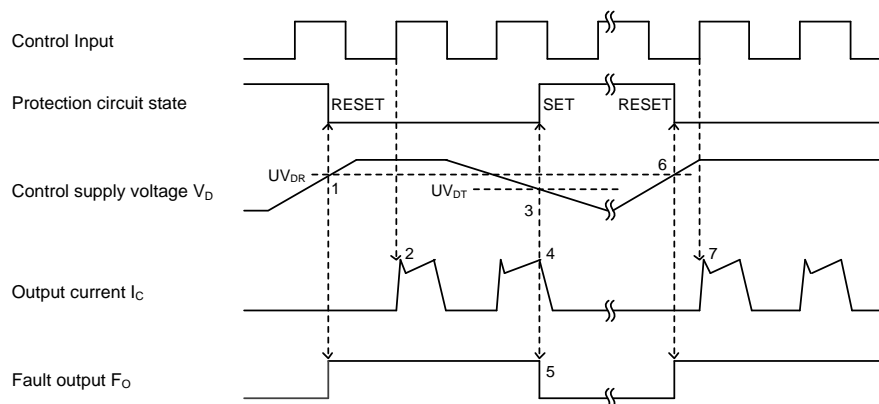 Control Input
Protection circuit state
RESET
SET
RESET
Control supply voltage VD
UVDR
1
UVDT
3
6
Output current IC
2
4
7
Fault output FO
5